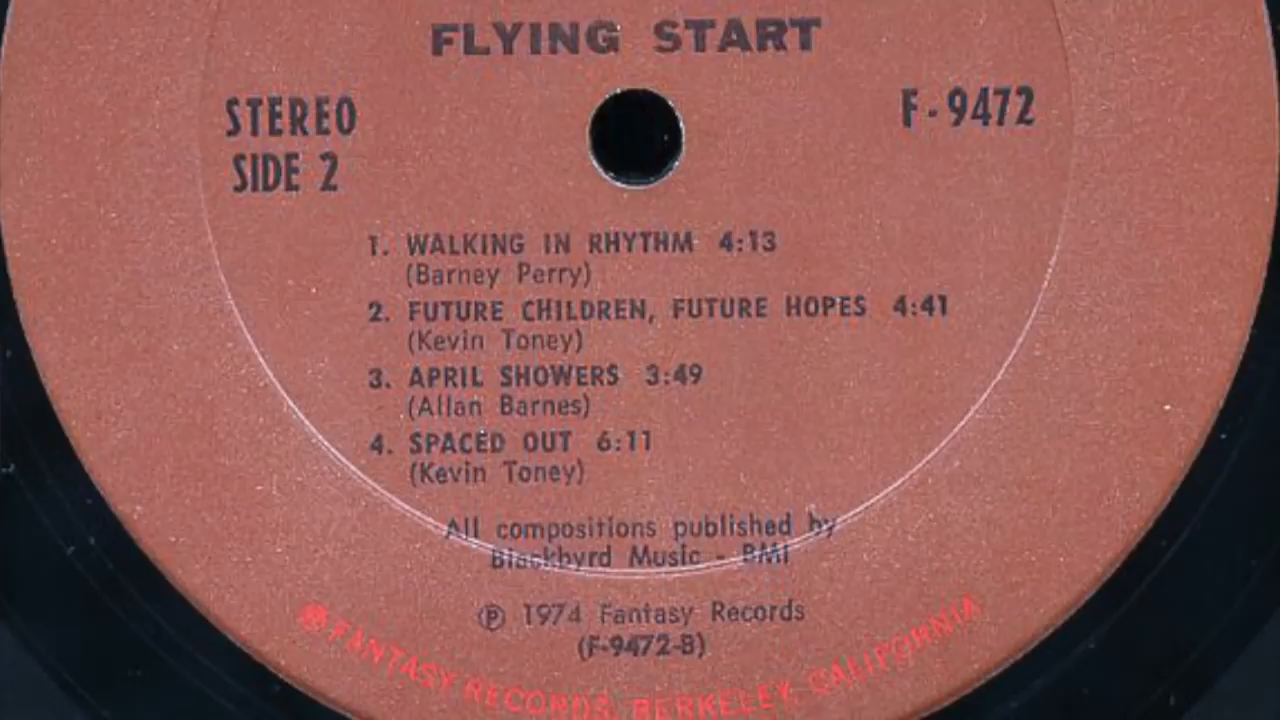 FLYING START
STEREO
SIDE 2
F-9472
1. WALKING IN RHYTHM 4:13
(Barney Perry)
2. FUTURE CHILDREN, FUTURE HOPES 4:41
(Kevin Toney)
3. APRIL SHOWERS 3:49
(Allan Barnes)
4. SPACED OUT 6:11
(Kevin Toney)
All compositions published by
Blackbyrd Music - BMI
℗ 1974 Fantasy Records
(F-9472-B)
FANTASY RECORDS, BERKELEY, CALIFORNIA